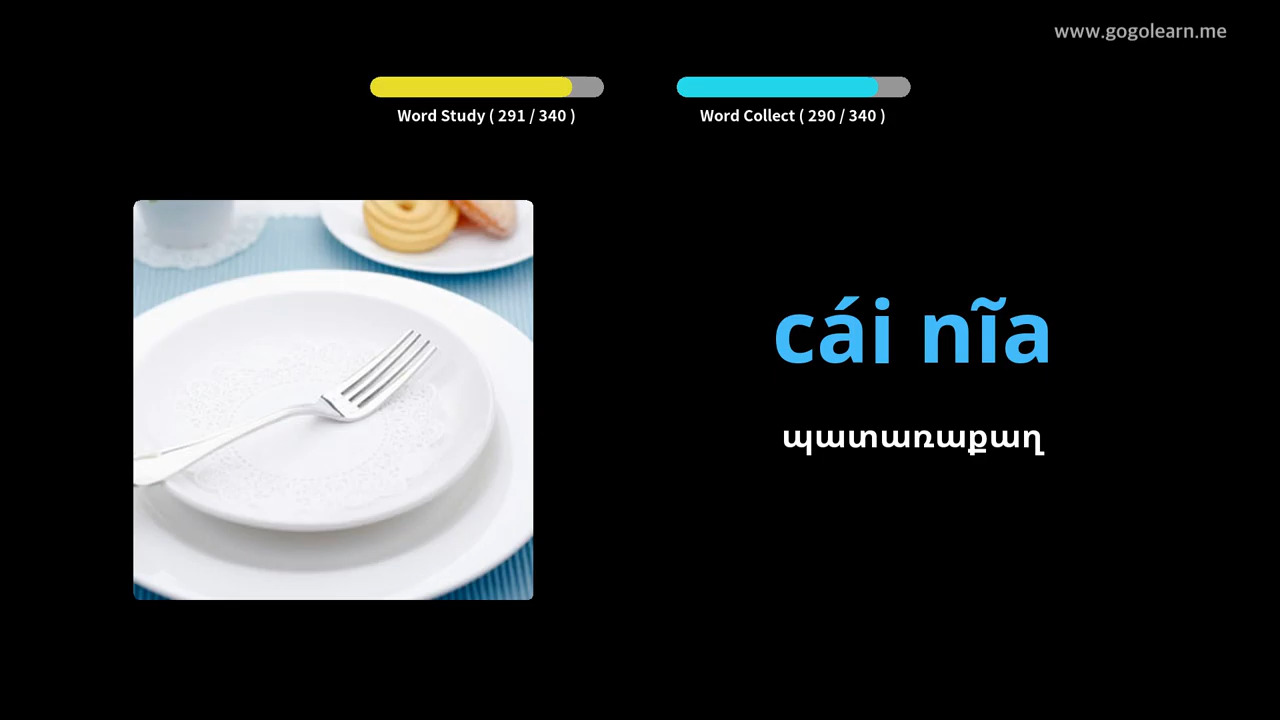 www.gogolearn.me
Word Study ( 291 / 340 )
Word Collect ( 290 / 340 )
cái nĩa
պատառաքաղ